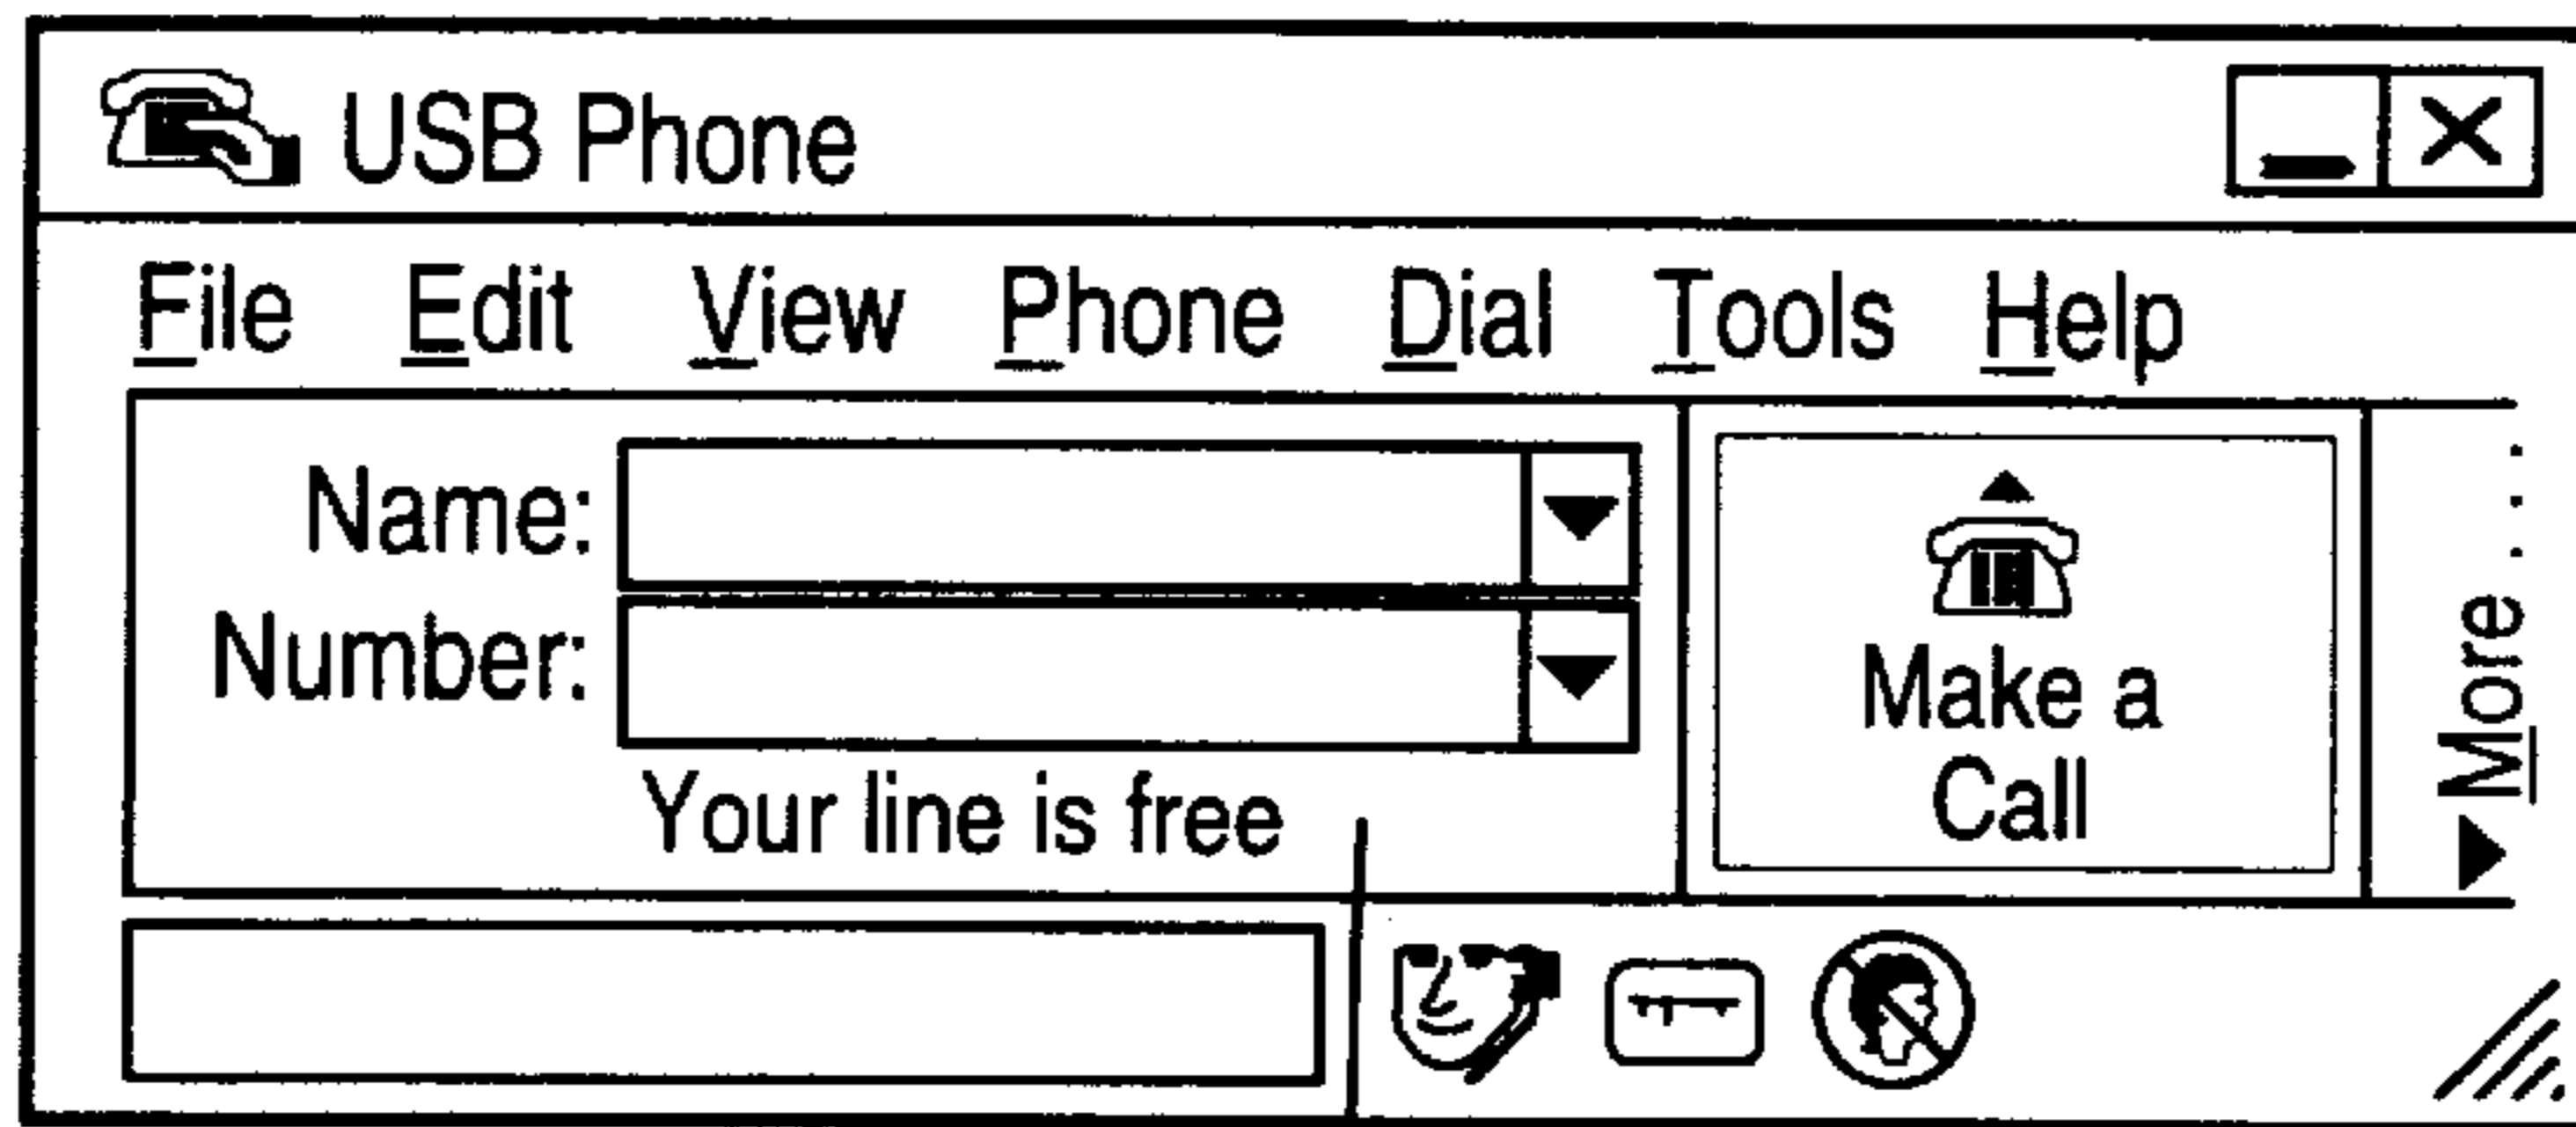 USB Phone
File Edit View Phone Dial Tools Help
Name:
Number:
Your line is free
Make a
Call
More . . .